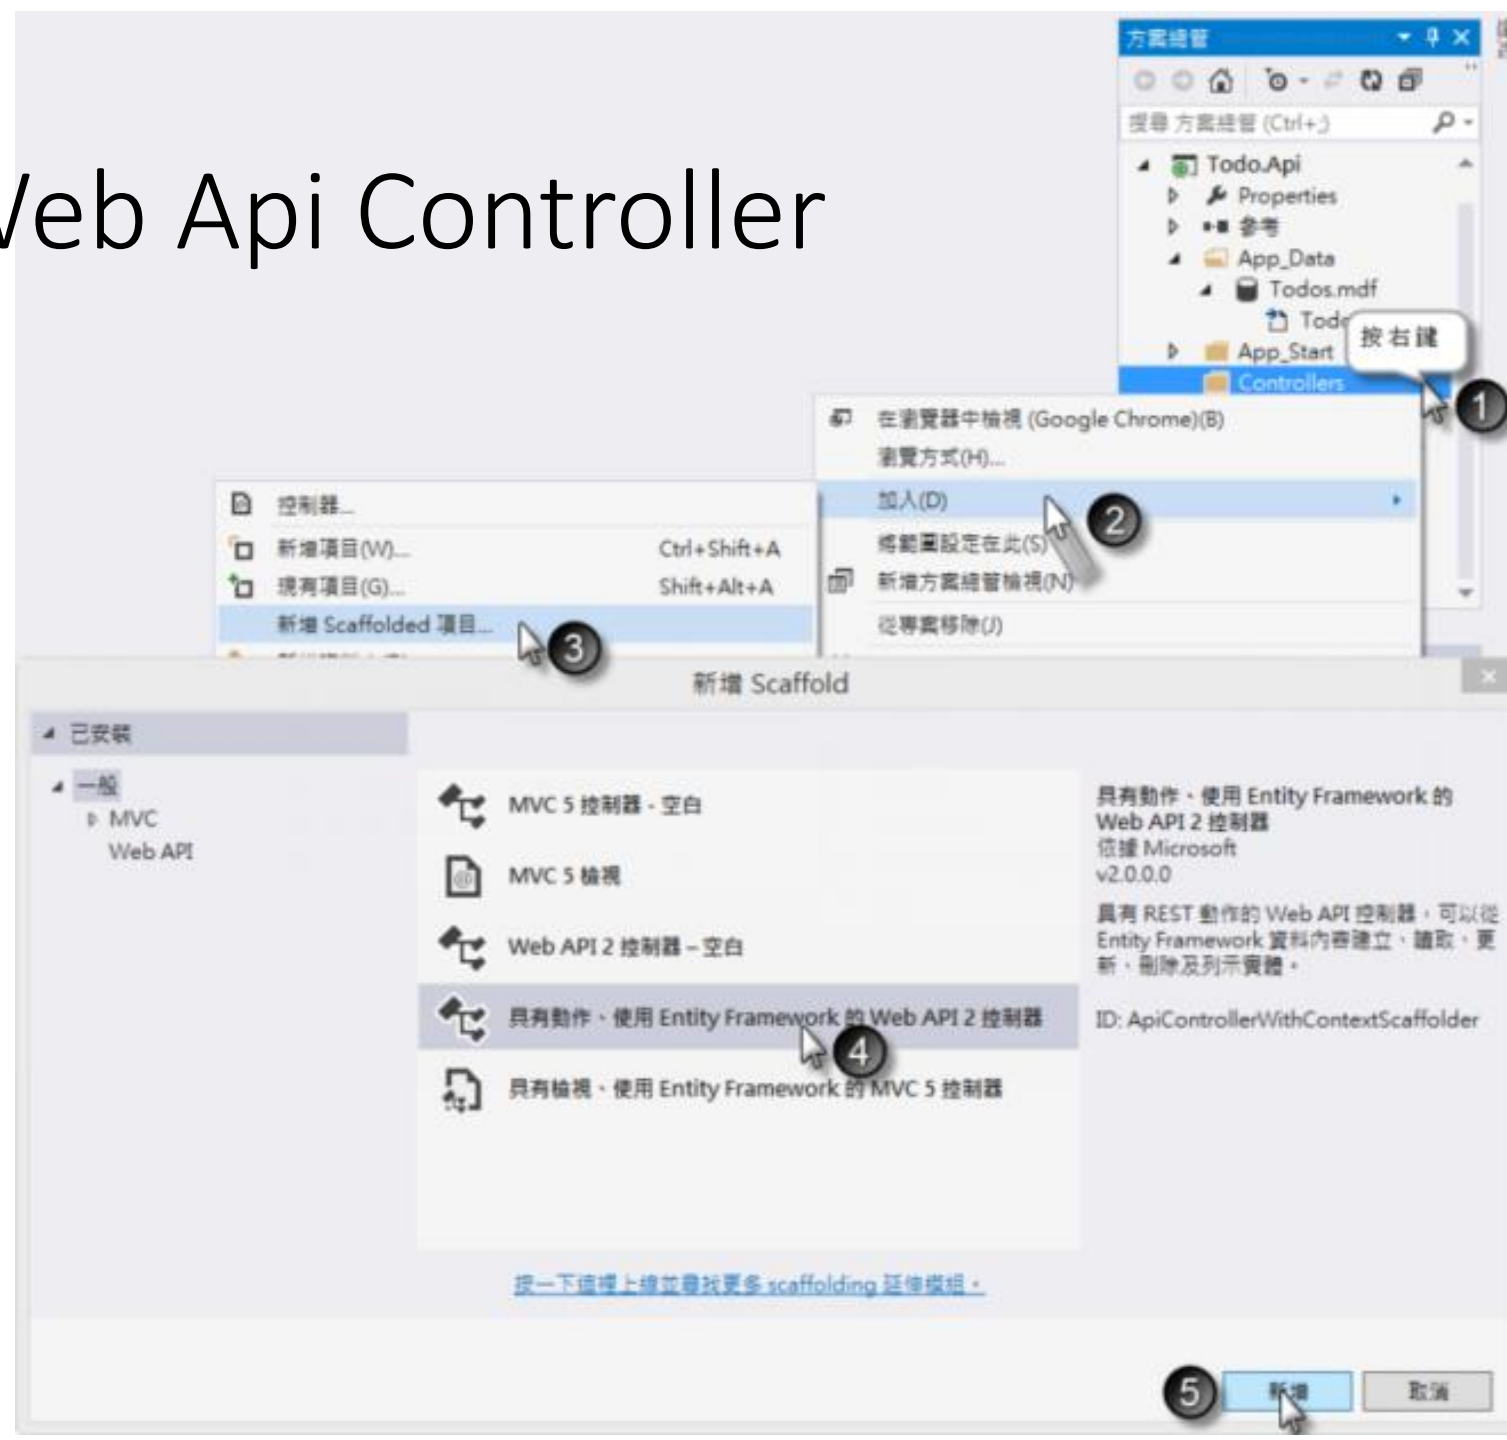 方案總管
搜尋 方案總管 (Ctrl+;)
Todo.Api
Properties
參考
App_Data
Todos.mdf
App_Start
Controllers
按右鍵
1
eb Api Controller
在瀏覽器中檢視 (Google Chrome)(B)
瀏覽方式(H)...
加入(D)
2
將範圍設定在此(S)
新增方案總管檢視(N)
從專案移除(J)
控制器...
新增項目(W)... Ctrl+Shift+A
現有項目(G)... Shift+Alt+A
新增 Scaffolded 項目...
3
新增 Scaffold
已安裝
一般
MVC
Web API
MVC 5 控制器 - 空白
MVC 5 檢視
Web API 2 控制器 – 空白
具有動作、使用 Entity Framework 的 Web API 2 控制器
4
具有檢視、使用 Entity Framework 的 MVC 5 控制器
按一下這裡上線並尋找更多 scaffolding 延伸模組。
具有動作、使用 Entity Framework 的
Web API 2 控制器
依據 Microsoft
v2.0.0.0
具有 REST 動作的 Web API 控制器，可以從
Entity Framework 資料內容建立、讀取、更
新、刪除及列示實體。
ID: ApiControllerWithContextScaffolder
5
新增
取消